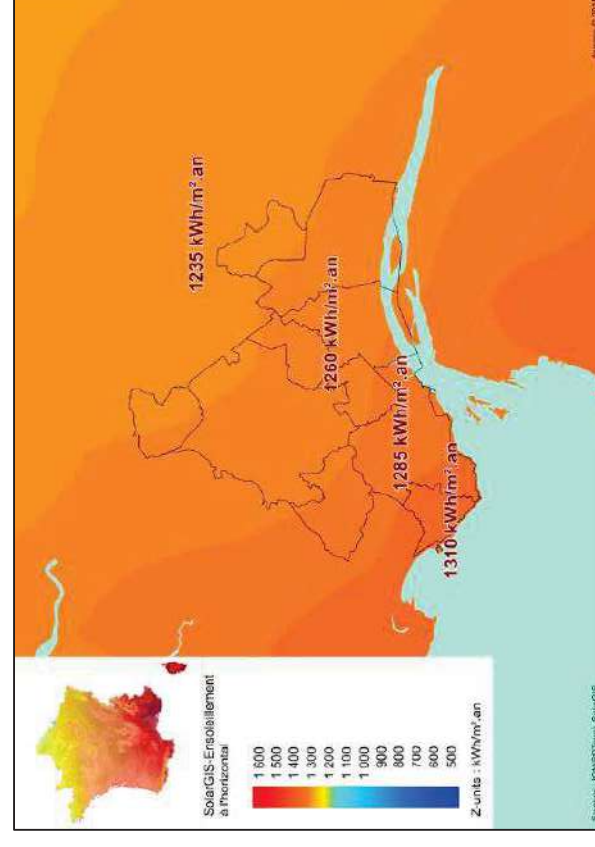 SolarGIS-Ensoleillement
à l'horizontal
1 600
1 500
1 400
1 300
1 200
1 100
1 000
900
800
700
600
500
Z-units : kWh/m².an
1235 kWh/m².an
1260 kWh/m².an
1285 kWh/m².an
1310 kWh/m².an